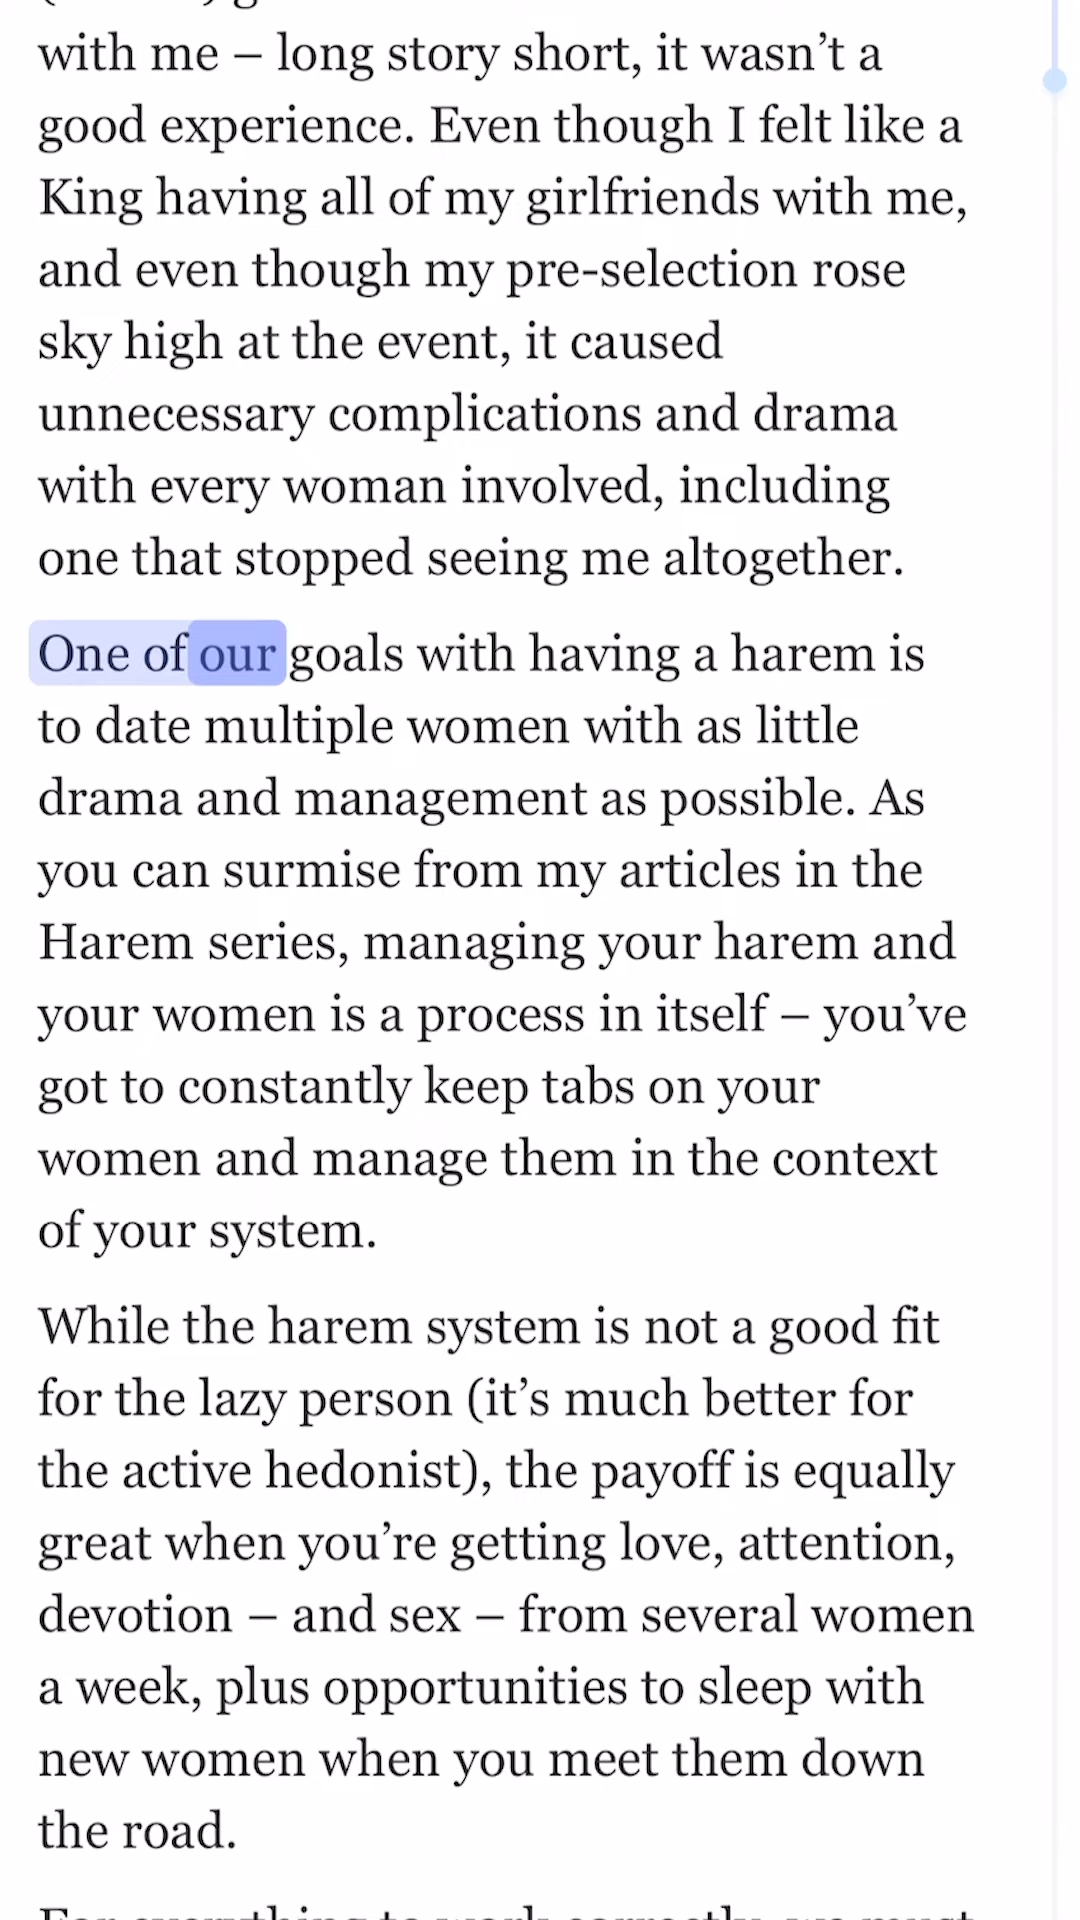 with me – long story short, it wasn’t a
good experience. Even though I felt like a
King having all of my girlfriends with me,
and even though my pre-selection rose
sky high at the event, it caused
unnecessary complications and drama
with every woman involved, including
one that stopped seeing me altogether.
One of our goals with having a harem is
to date multiple women with as little
drama and management as possible. As
you can surmise from my articles in the
Harem series, managing your harem and
your women is a process in itself – you’ve
got to constantly keep tabs on your
women and manage them in the context
of your system.
While the harem system is not a good fit
for the lazy person (it’s much better for
the active hedonist), the payoff is equally
great when you’re getting love, attention,
devotion – and sex – from several women
a week, plus opportunities to sleep with
new women when you meet them down
the road.
For everything to work correctly, we must